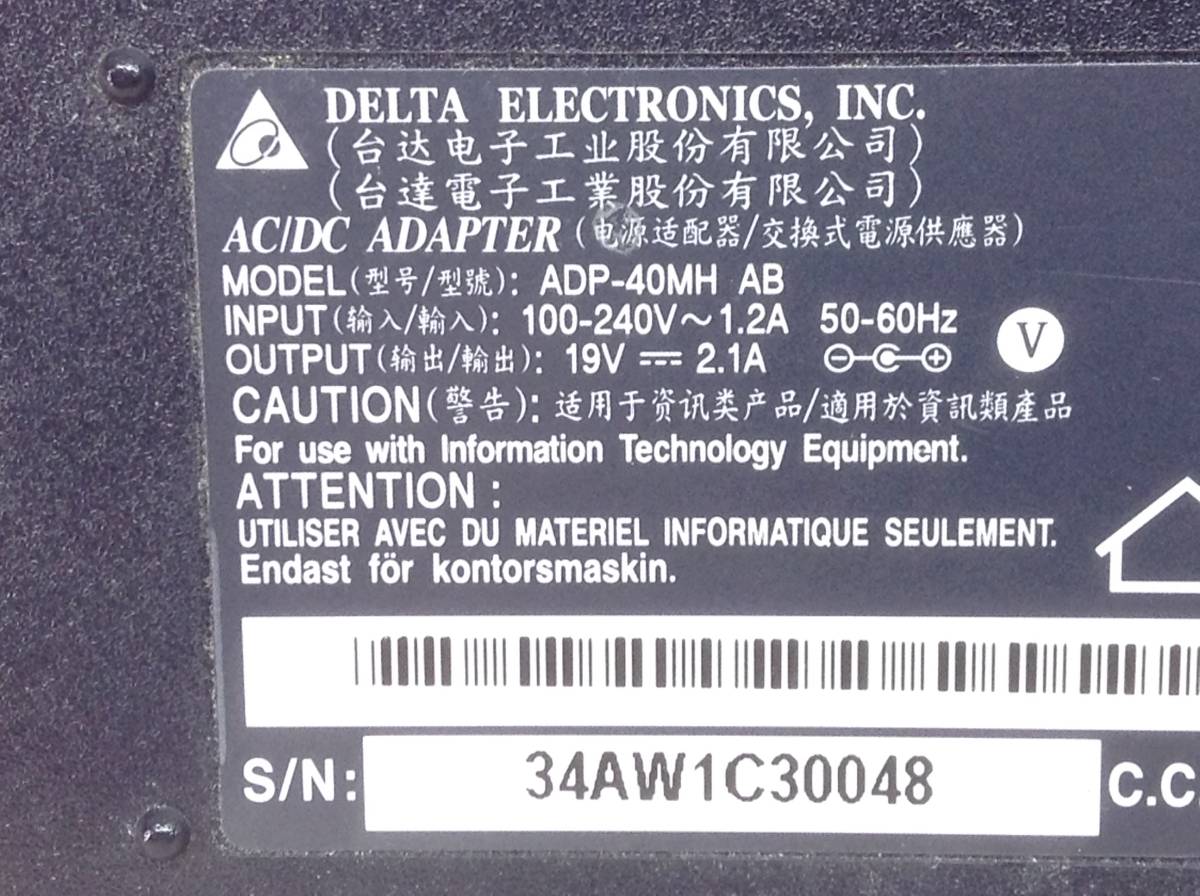 DELTA ELECTRONICS, INC.
(台达电子工业股份有限公司)
(台達電子工業股份有限公司)
AC/DC ADAPTER (电源适配器/交換式電源供應器)
MODEL(型号/型號): ADP-40MH AB
INPUT(输入/輸入): 100-240V～1.2A 50-60Hz
OUTPUT(输出/輸出): 19V ⎓ 2.1A
V
CAUTION(警告): 适用于资讯类产品/適用於資訊類產品
For use with Information Technology Equipment.
ATTENTION :
UTILISER AVEC DU MATERIEL INFORMATIQUE SEULEMENT.
Endast för kontorsmaskin.
S/N: 34AW1C30048 C.C